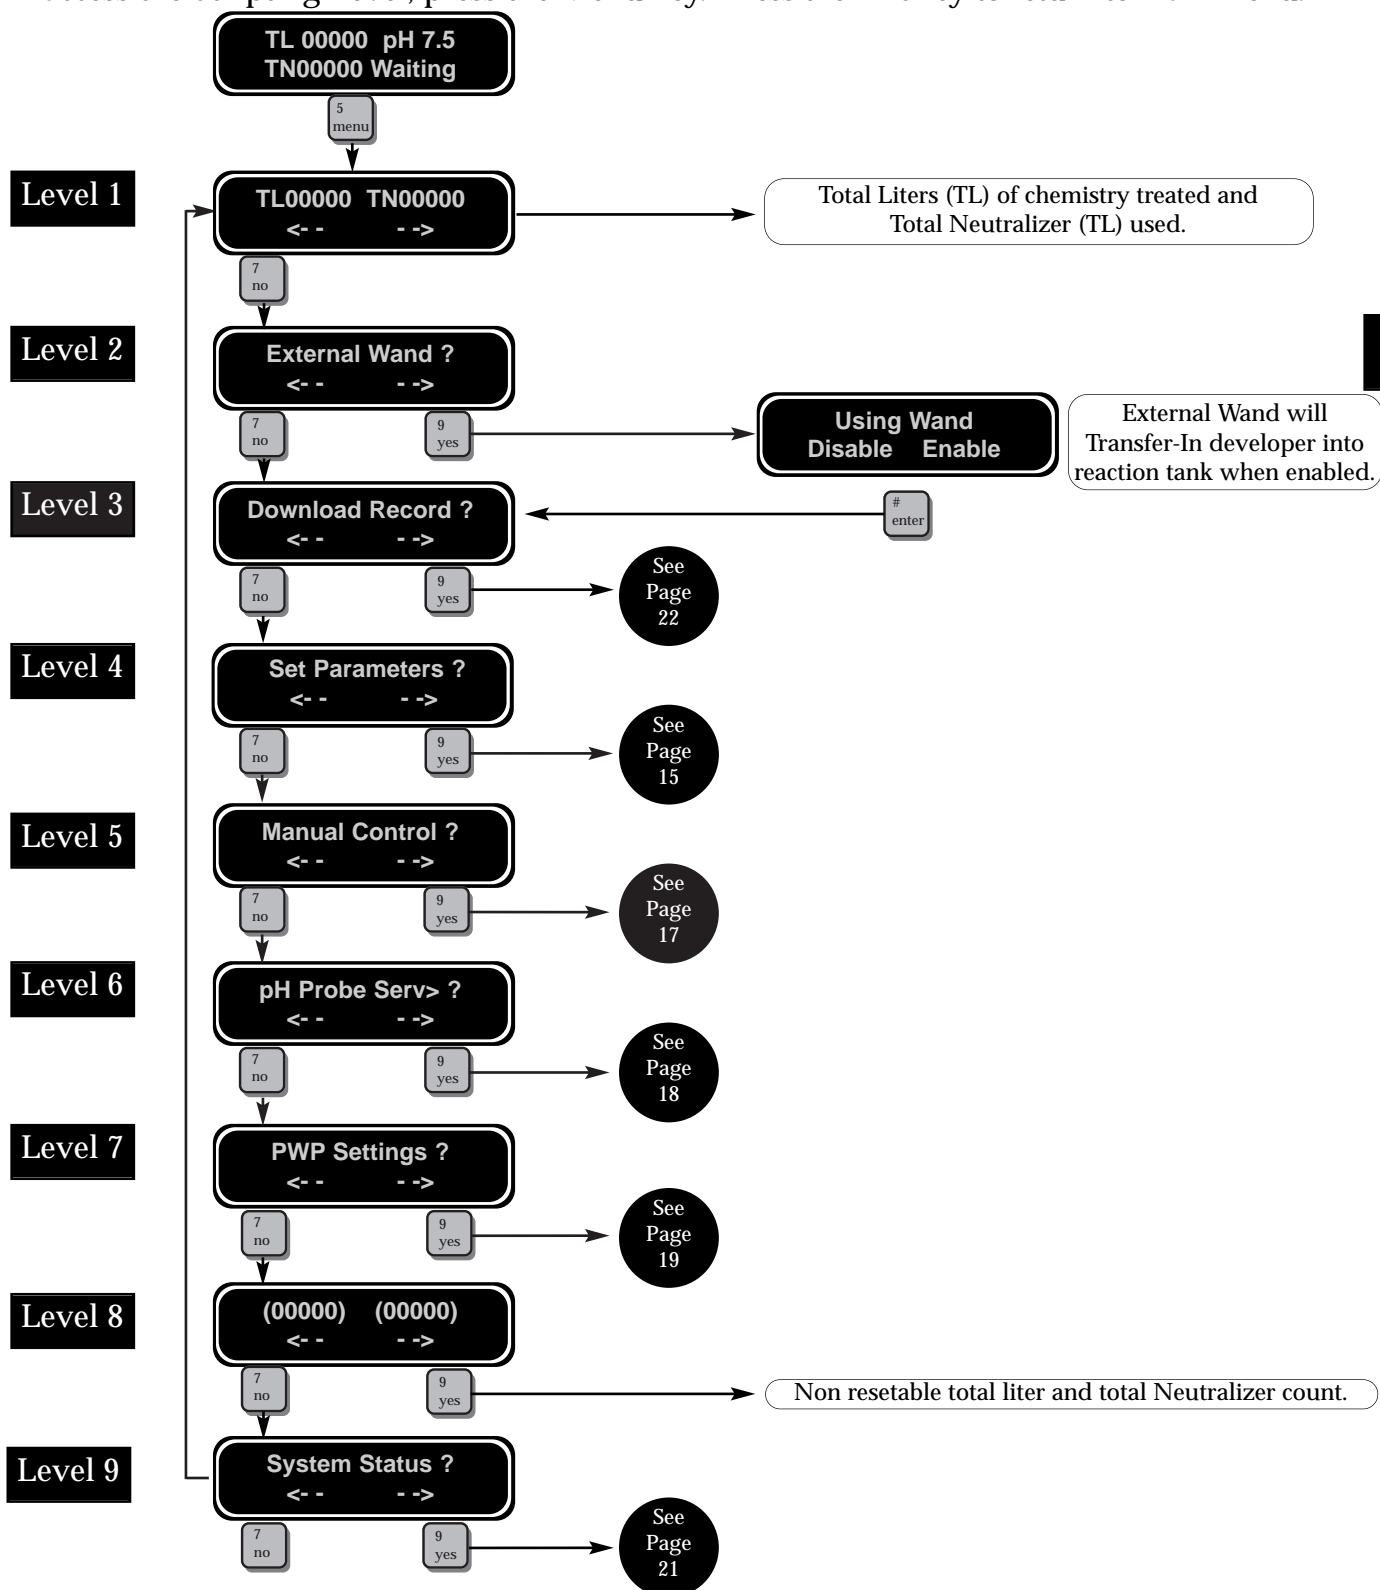 TL 00000 pH 7.5
TN00000 Waiting
5
menu
Level 1
TL00000 TN00000
<- - - ->
Total Liters (TL) of chemistry treated and
Total Neutralizer (TL) used.
7
no
Level 2
External Wand ?
<- - - ->
7
no
9
yes
Using Wand
Disable Enable
External Wand will
Transfer-In developer into
reaction tank when enabled.
Level 3
Download Record ?
<- - - ->
#
enter
7
no
9
yes
See
Page
22
Level 4
Set Parameters ?
<- - - ->
7
no
9
yes
See
Page
15
Level 5
Manual Control ?
<- - - ->
7
no
9
yes
See
Page
17
Level 6
pH Probe Serv> ?
<- - - ->
7
no
9
yes
See
Page
18
Level 7
PWP Settings ?
<- - - ->
7
no
9
yes
See
Page
19
Level 8
(00000) (00000)
<- - - ->
7
no
9
yes
Non resetable total liter and total Neutralizer count.
Level 9
System Status ?
<- - - ->
7
no
9
yes
See
Page
21